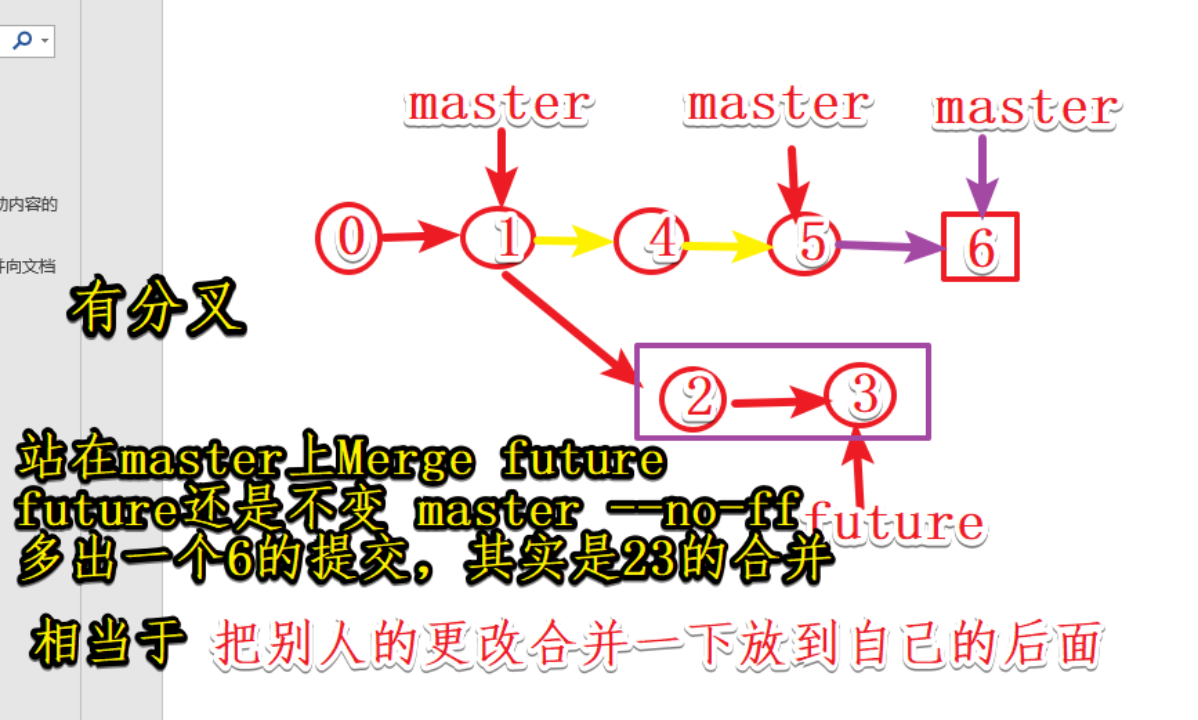 master master master
动内容的
0 1 4 5 6
件向文档
有分叉
2 3
站在master上Merge future
future还是不变 master --no-ff
future
多出一个6的提交，其实是23的合并
相当于 把别人的更改合并一下放到自己的后面